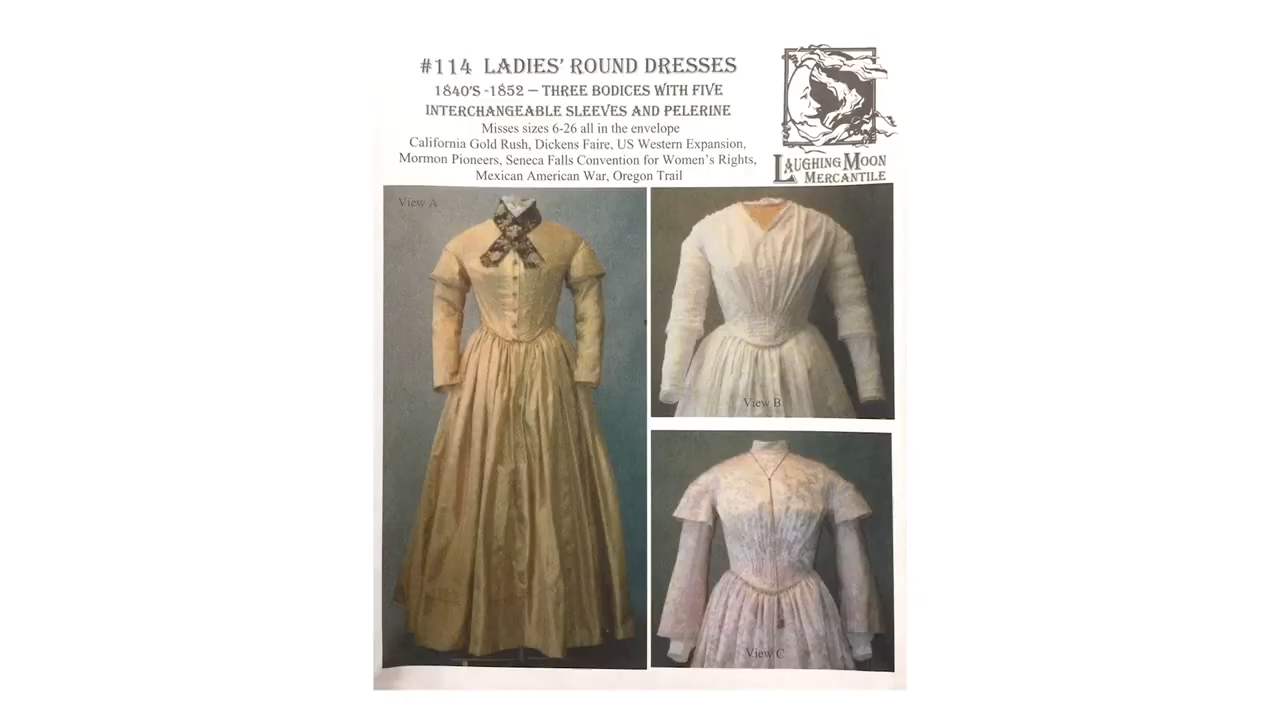 #114 LADIES' ROUND DRESSES
1840'S -1852 – THREE BODICES WITH FIVE
INTERCHANGEABLE SLEEVES AND PELERINE
Misses sizes 6-26 all in the envelope
California Gold Rush, Dickens Faire, US Western Expansion,
Mormon Pioneers, Seneca Falls Convention for Women's Rights,
Mexican American War, Oregon Trail
LAUGHING MOON
MERCANTILE
View A
View B
View C